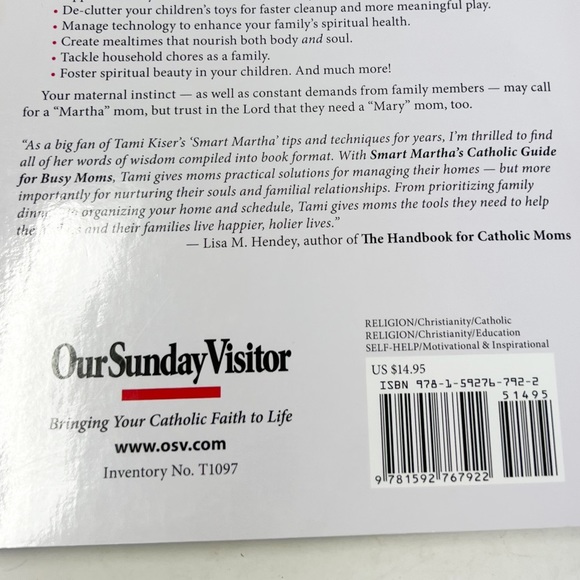 • De-clutter your children's toys for faster cleanup and more meaningful play.
• Manage technology to enhance your family's spiritual health.
• Create mealtimes that nourish both body and soul.
• Tackle household chores as a family.
• Foster spiritual beauty in your children. And much more!
Your maternal instinct — as well as constant demands from family members — may call
for a “Martha” mom, but trust in the Lord that they need a “Mary” mom, too.
“As a big fan of Tami Kiser's ‘Smart Martha’ tips and techniques for years, I'm thrilled to find
all of her words of wisdom compiled into book format. With Smart Martha's Catholic Guide
for Busy Moms, Tami gives moms practical solutions for managing their homes — but more
importantly for nurturing their souls and familial relationships. From prioritizing family
organizing your home and schedule, Tami gives moms the tools they need to help
and their families live happier, holier lives.”
— Lisa M. Hendey, author of The Handbook for Catholic Moms
RELIGION/Christianity/Catholic
RELIGION/Christianity/Education
SELF-HELP/Motivational & Inspirational
OurSundayVisitor
Bringing Your Catholic Faith to Life
www.osv.com
Inventory No. T1097
US $14.95
ISBN 978-1-59276-792-2
51495
9 781592 767922